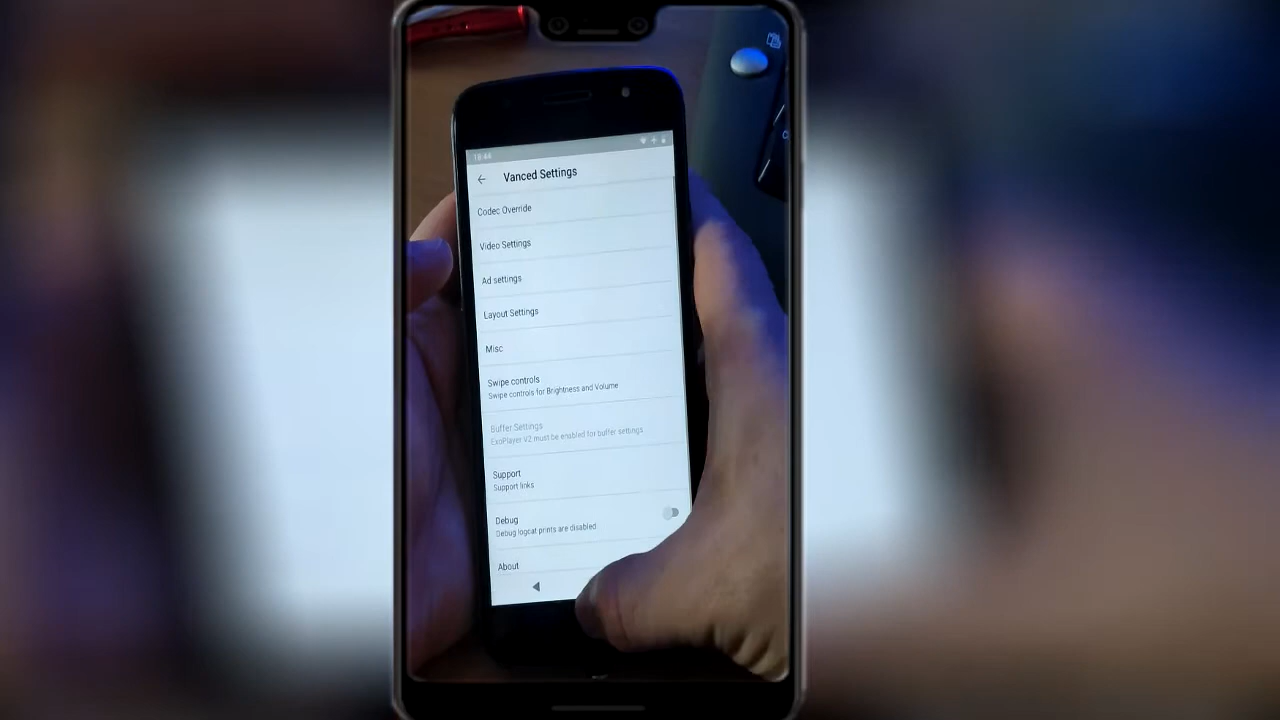 18:44
Vanced Settings
Codec Override
Video Settings
Ad settings
Layout Settings
Misc
Swipe controls
Swipe controls for Brightness and Volume
Buffer Settings
ExoPlayer V2 must be enabled for buffer settings
Support
Support links
Debug
Debug logcat prints are disabled
About